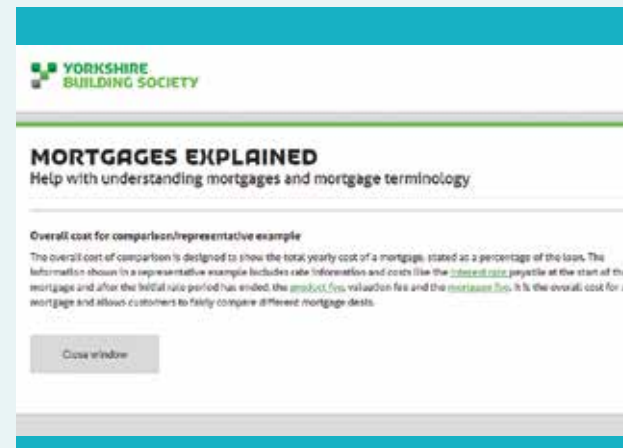 YORKSHIRE
BUILDING SOCIETY
MORTGAGES EXPLAINED
Help with understanding mortgages and mortgage terminology
Overall cost for comparison/representative example
The overall cost of comparison is designed to show the total yearly cost of a mortgage, stated as a percentage of the loan. The
information shown in a representative example includes rate information and costs like the interest rate payable at the start of the
mortgage and after the initial rate period has ended, the product fee, valuation fee and the mortgage fee. It is the overall cost for a
mortgage and allows customers to fairly compare different mortgage deals.
Close window